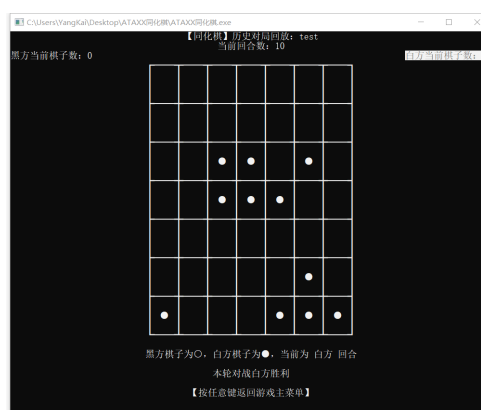 C:\Users\YangKai\Desktop\ATAXX同化棋\ATAXX同化棋.exe
【同化棋】历史对局回放：test
当前回合数：10
黑方当前棋子数：0
白方当前棋子数：
黑方棋子为○，白方棋子为●，当前为 白方 回合
本轮对战白方胜利
【按任意键返回游戏主菜单】